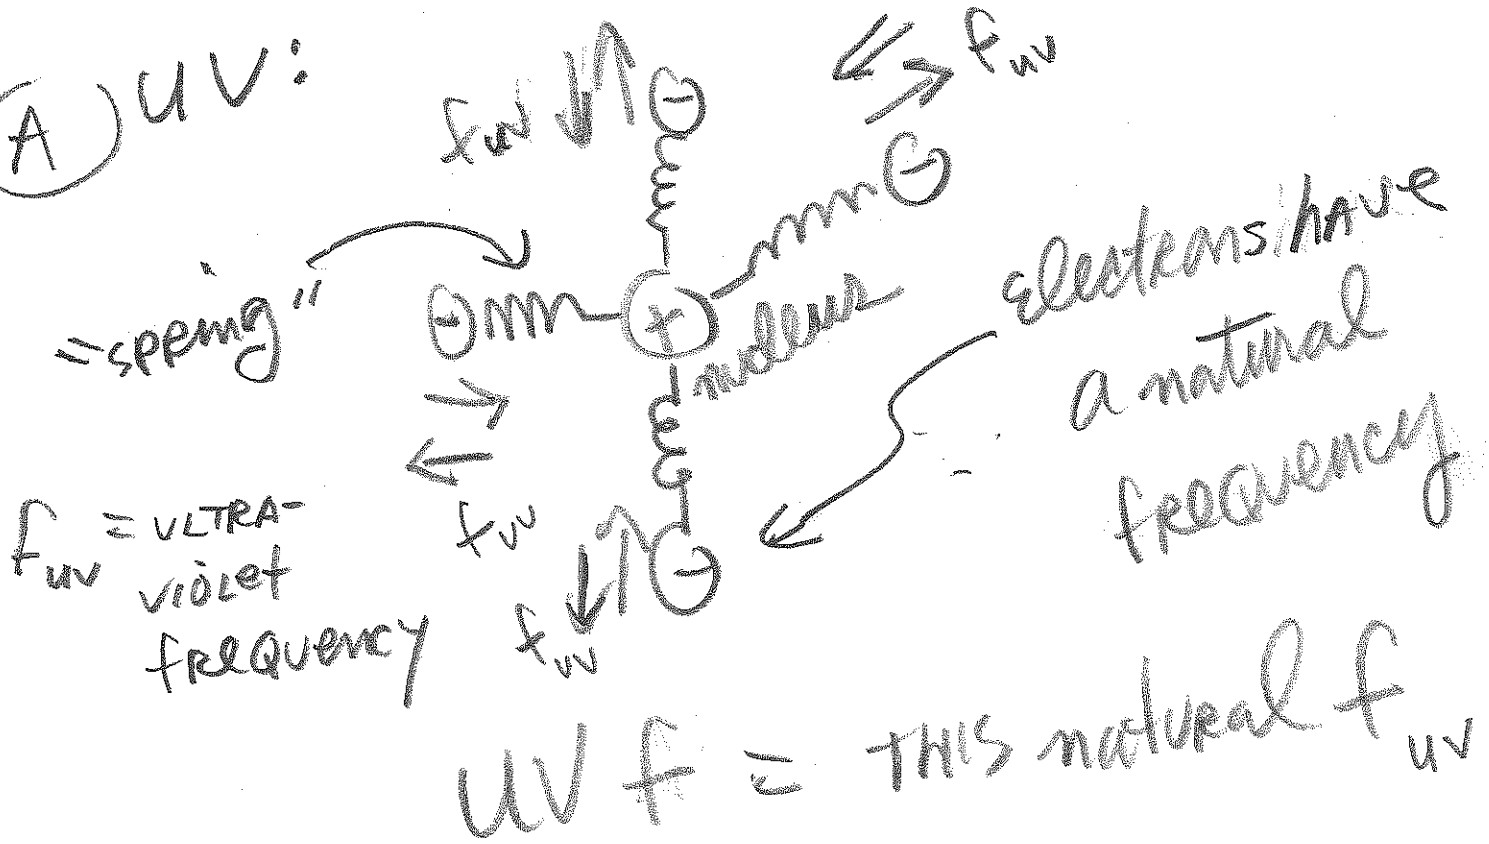 A UV:
fuv
fuv
"spring"
nucleus
electrons have
a natural
frequency
fuv = ULTRA-
violet
frequency
fuv
fuv
UV f = THIS natural fuv